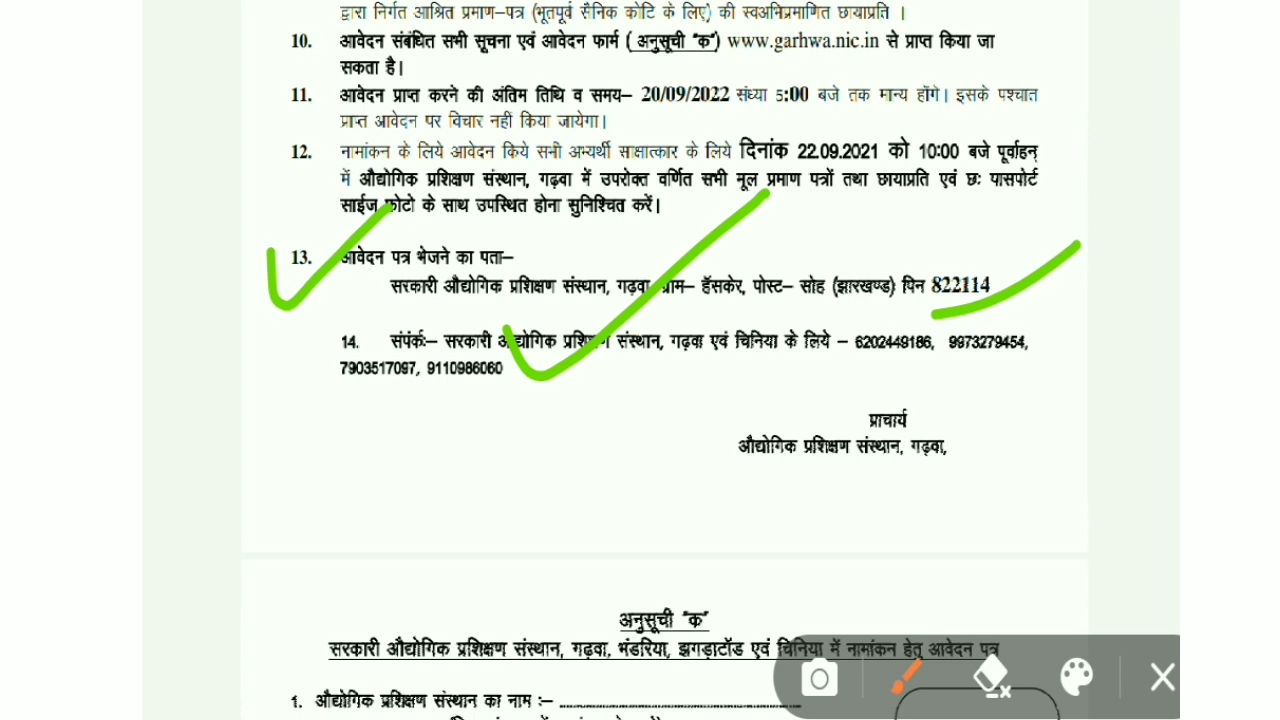 द्वारा निर्गत आश्रित प्रमाण–पत्र (भूतपूर्व सैनिक कोटि के लिए) की स्वअभिप्रमाणित छायाप्रति ।
10. आवेदन संबंधित सभी सूचना एवं आवेदन फार्म ( अनुसूची "क") www.garhwa.nic.in से प्राप्त किया जा
सकता है।
11. आवेदन प्राप्त करने की अंतिम तिथि व समय– 20/09/2022 संध्या 5:00 बजे तक मान्य होंगे। इसके पश्चात
प्राप्त आवेदन पर विचार नहीं किया जायेगा।
12. नामांकन के लिये आवेदन किये सभी अभ्यर्थी साक्षात्कार के लिये दिनांक 22.09.2021 को 10:00 बजे पूर्वाहन्
में औद्योगिक प्रशिक्षण संस्थान, गढ़वा में उपरोक्त वर्णित सभी मूल प्रमाण पत्रों तथा छायाप्रति एवं छः पासपोर्ट
साईज फोटो के साथ उपस्थित होना सुनिश्चित करें।
13. आवेदन पत्र भेजने का पता–
सरकारी औद्योगिक प्रशिक्षण संस्थान, गढ़वा ग्राम– हॅसकेर, पोस्ट– सोह (झारखण्ड) पिन 822114
14. संपंर्कः– सरकारी औद्योगिक प्रशिक्षण संस्थान, गढ़वा एवं चिनिया के लिये – 6202449186, 9973279454,
7903517097, 9110986060
प्राचार्य
औद्योगिक प्रशिक्षण संस्थान, गढ़वा,
अनुसूची "क"
सरकारी औद्योगिक प्रशिक्षण संस्थान, गढ़वा, भंडरिया, झगड़ाटॉड एवं चिनिया में नामांकन हेतु आवेदन पत्र
1. औद्योगिक प्रशिक्षण संस्थान का नाम :–